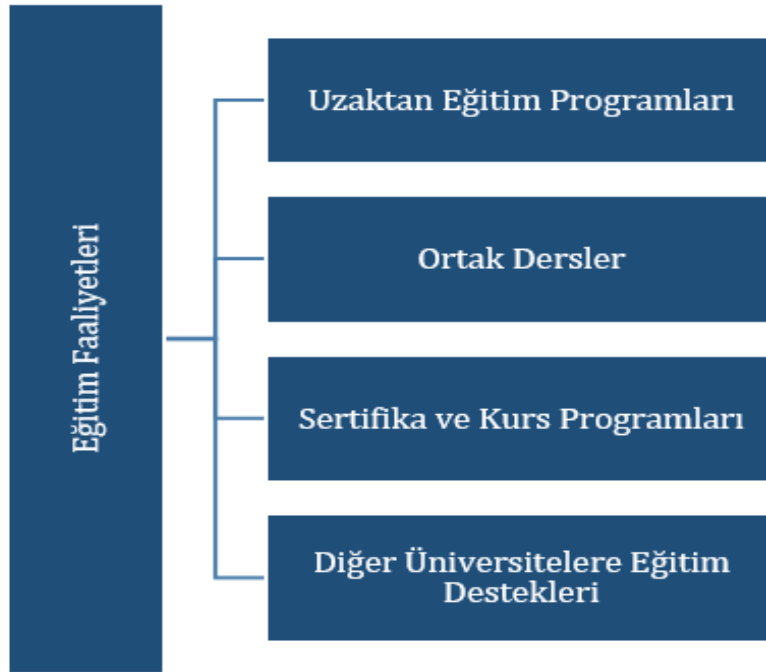 Eğitim Faaliyetleri
Uzaktan Eğitim Programları
Ortak Dersler
Sertifika ve Kurs Programları
Diğer Üniversitelere Eğitim
Destekleri